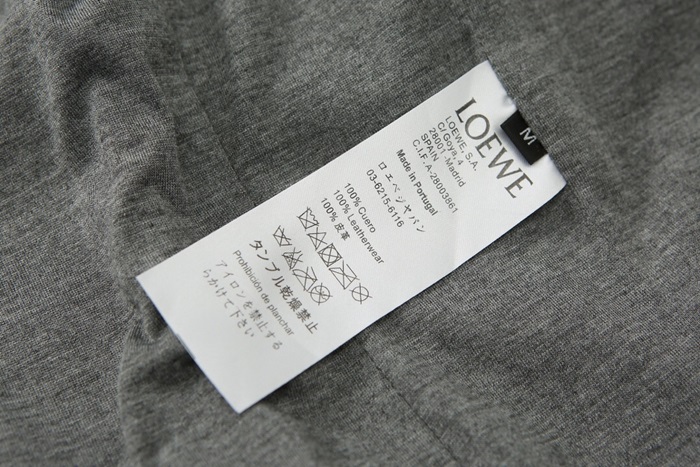 M
LOEWE
LOEWE, S.A.
C/ Goya, 4
28001-Madrid
SPAIN
C.I.F. A-28003861
Made in Portugal
ロエベジャパン
03-6215-6116
100% Cuero
100% Leatherwear
100% 皮革
タンブル乾燥禁止
Prohibición de planchar
アイロンを禁止する
らかけて下さい